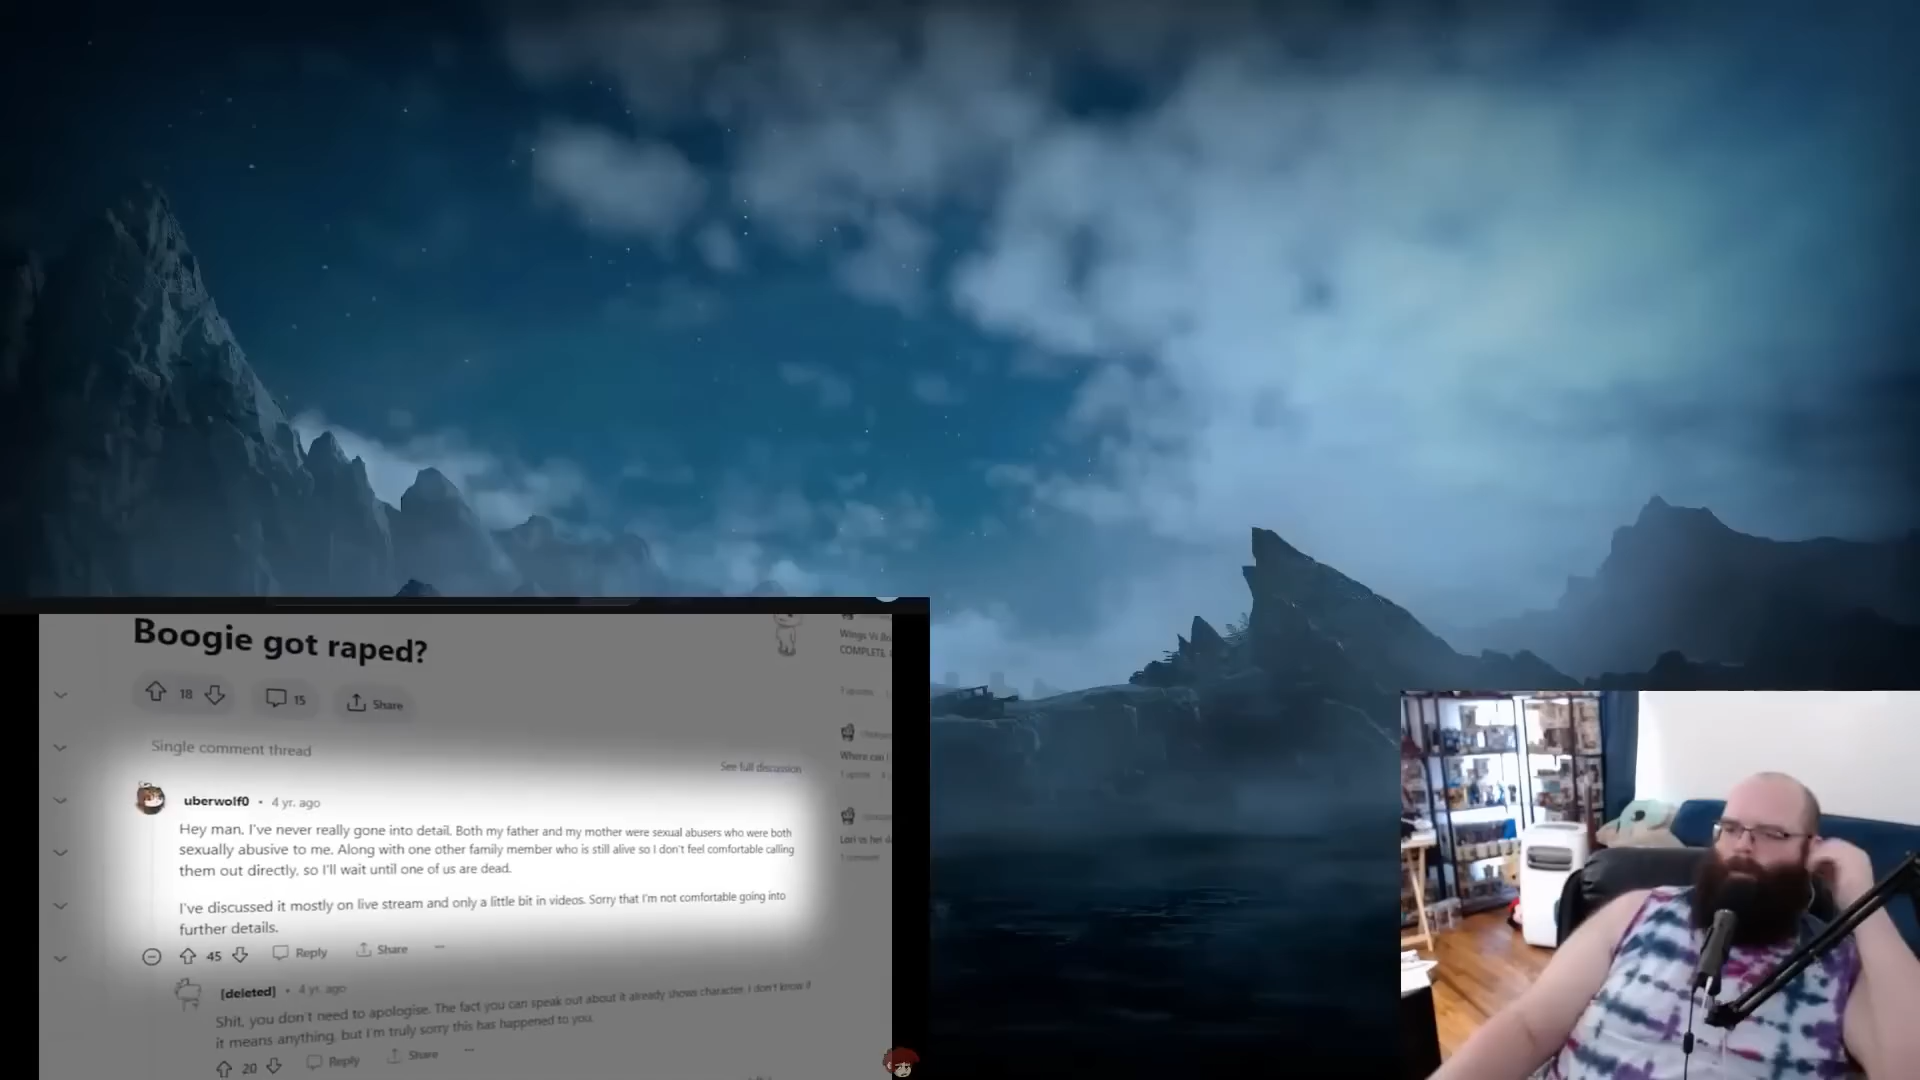 Boogie got raped?
18
15
Share
Single comment thread
See full discussion
uberwolf0 • 4 yr. ago
Hey man. I've never really gone into detail. Both my father and my mother were sexual abusers who were both
sexually abusive to me. Along with one other family member who is still alive so I don't feel comfortable calling
them out directly, so I'll wait until one of us are dead.
I've discussed it mostly on live stream and only a little bit in videos. Sorry that I'm not comfortable going into
further details.
45
Reply
Share
[deleted] • 4 yr. ago
Shit, you don't need to apologise. The fact you can speak out about it already shows character. I don't know if
it means anything, but I'm truly sorry this has happened to you.
20
Reply
Share
Wings Vs
COMPLETE
Where can I